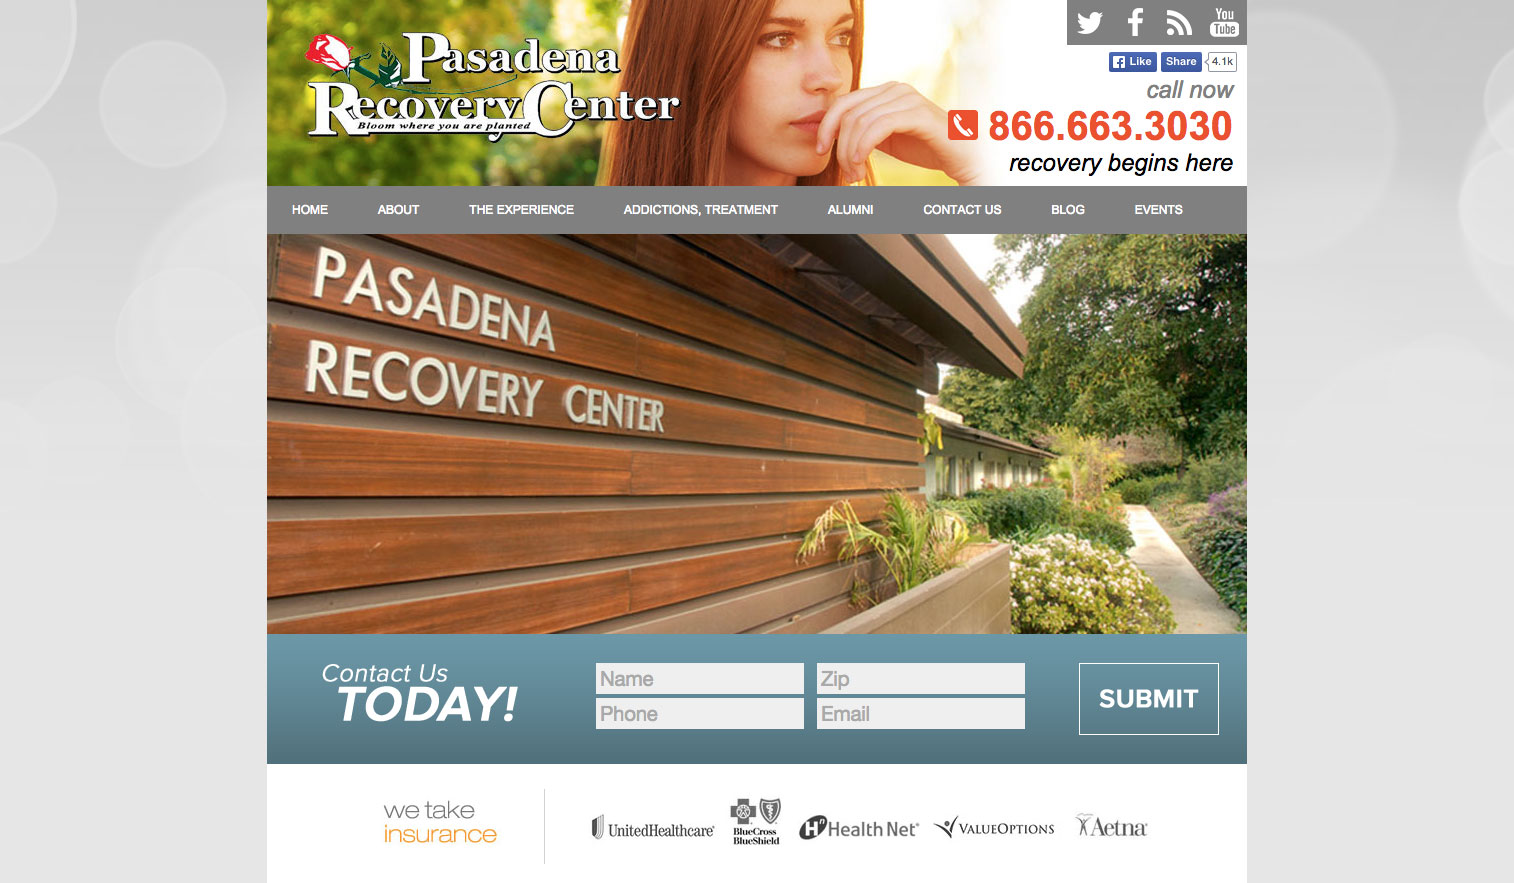 Pasadena
Recovery Center
Bloom where you are planted
You
Tube
Like
Share
4.1k
call now
866.663.3030
recovery begins here
HOME
ABOUT
THE EXPERIENCE
ADDICTIONS, TREATMENT
ALUMNI
CONTACT US
BLOG
EVENTS
PASADENA
RECOVERY CENTER
Contact Us
TODAY!
Name
Zip
Phone
Email
SUBMIT
we take
insurance
UnitedHealthcare®
BlueCross
BlueShield
Hn Health Net®
ValueOptions
Aetna